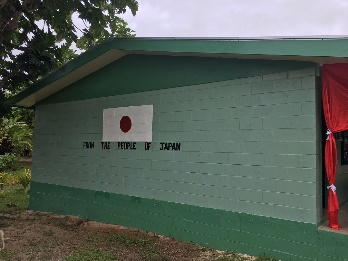 FROM THE PEOPLE OF JAPAN